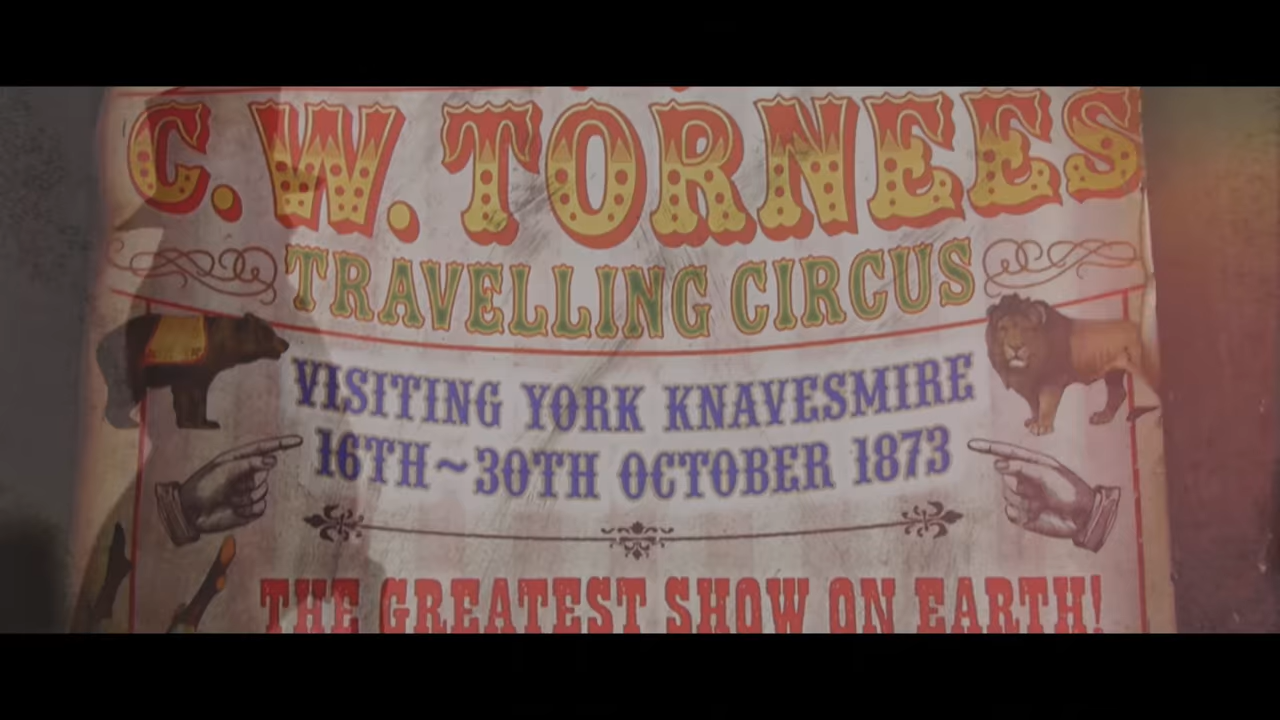 C.W. TORNEES
TRAVELLING CIRCUS
VISITING YORK KNAVESMIRE
16TH~30TH OCTOBER 1873
THE GREATEST SHOW ON EARTH!